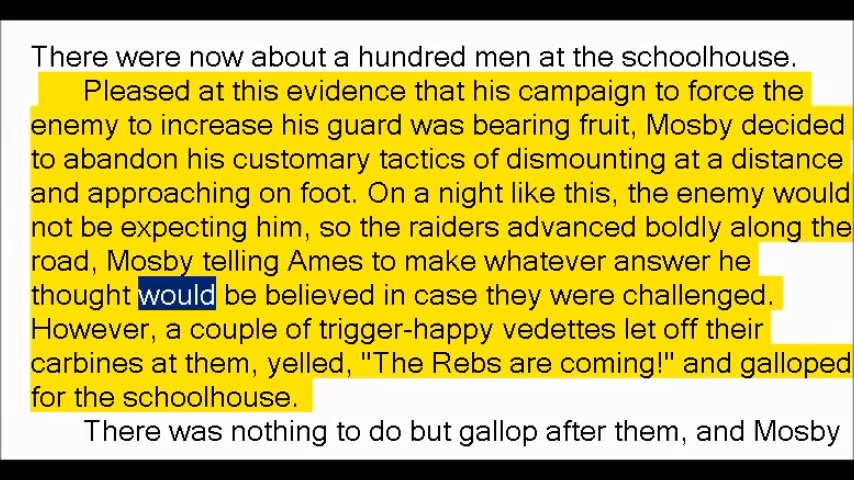 There were now about a hundred men at the schoolhouse.
Pleased at this evidence that his campaign to force the
enemy to increase his guard was bearing fruit, Mosby decided
to abandon his customary tactics of dismounting at a distance
and approaching on foot. On a night like this, the enemy would
not be expecting him, so the raiders advanced boldly along the
road, Mosby telling Ames to make whatever answer he
thought would be believed in case they were challenged.
However, a couple of trigger-happy vedettes let off their
carbines at them, yelled, "The Rebs are coming!" and galloped
for the schoolhouse.
There was nothing to do but gallop after them, and Mosby